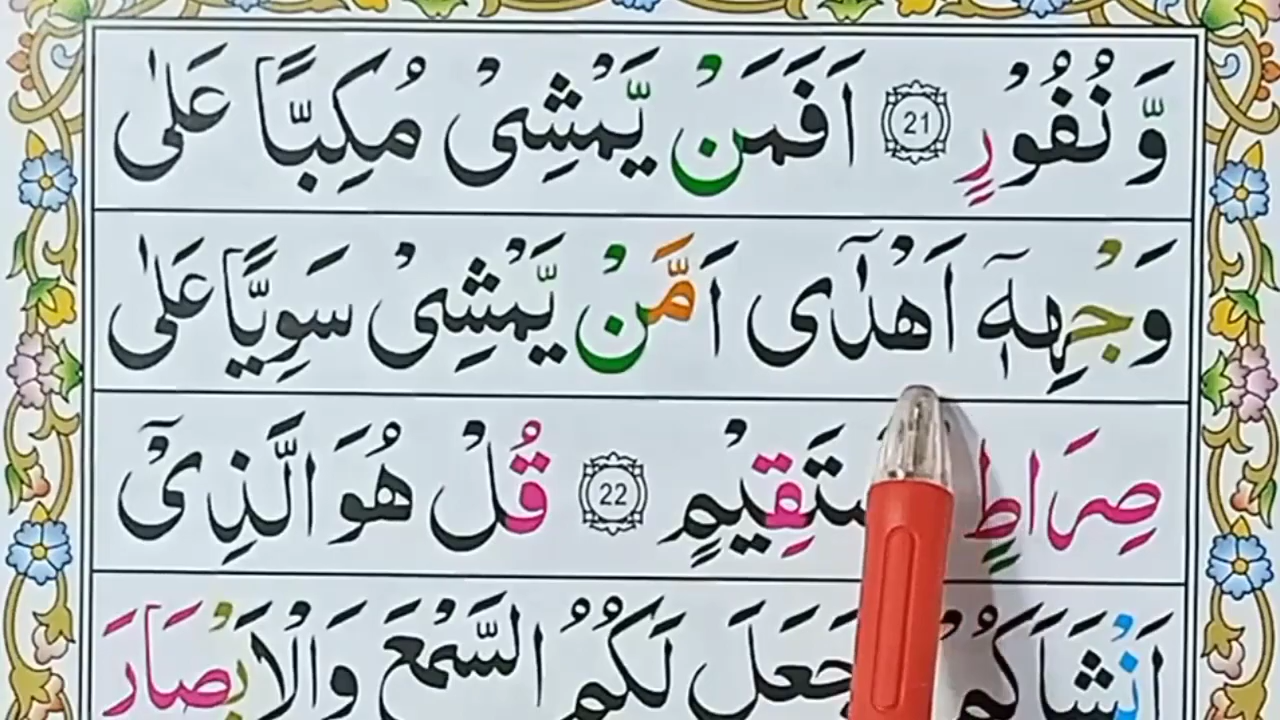 وَّ نُفُوْرٍ 21 اَفَمَنْ يَّمْشِىْ مُكِبًّا عَلٰى
وَجْهِهٖۤ اَهْدٰٓى اَمَّنْ يَّمْشِىْ سَوِيًّا عَلٰى
صِرَاطٍ 22 قُلْ هُوَ الَّذِىْۤ
اَنْشَاَكُمْ جَعَلَ لَكُمُ السَّمْعَ وَالْاَبْصَارَ